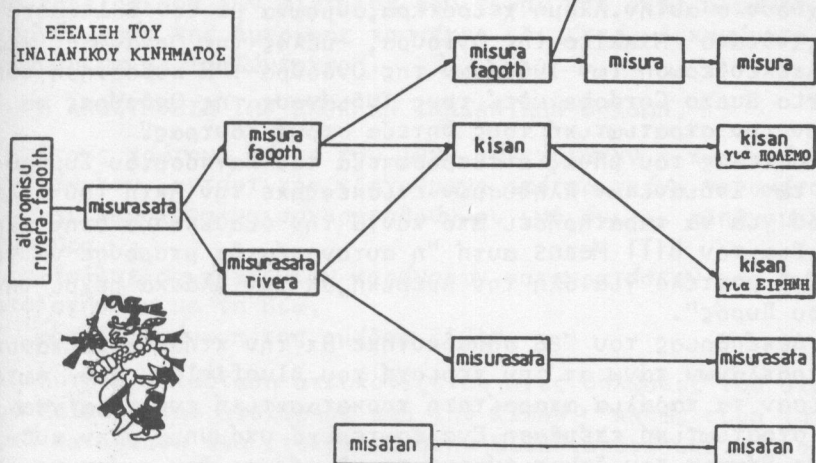 ΕΞΕΛΙΞΗ ΤΟΥ
ΙΝΔΙΑΝΙΚΟΥ ΚΙΝΗΜΑΤΟΣ
alpromisu
rivera-fagoth
misurasata
misura
fagoth
misurasata
rivera
misura
fagoth
kisan
misurasata
misatan
misura
misura
kisan
για ΠΟΛΕΜΟ
kisan
για ΕΙΡΗΝΗ
misurasata
misatan